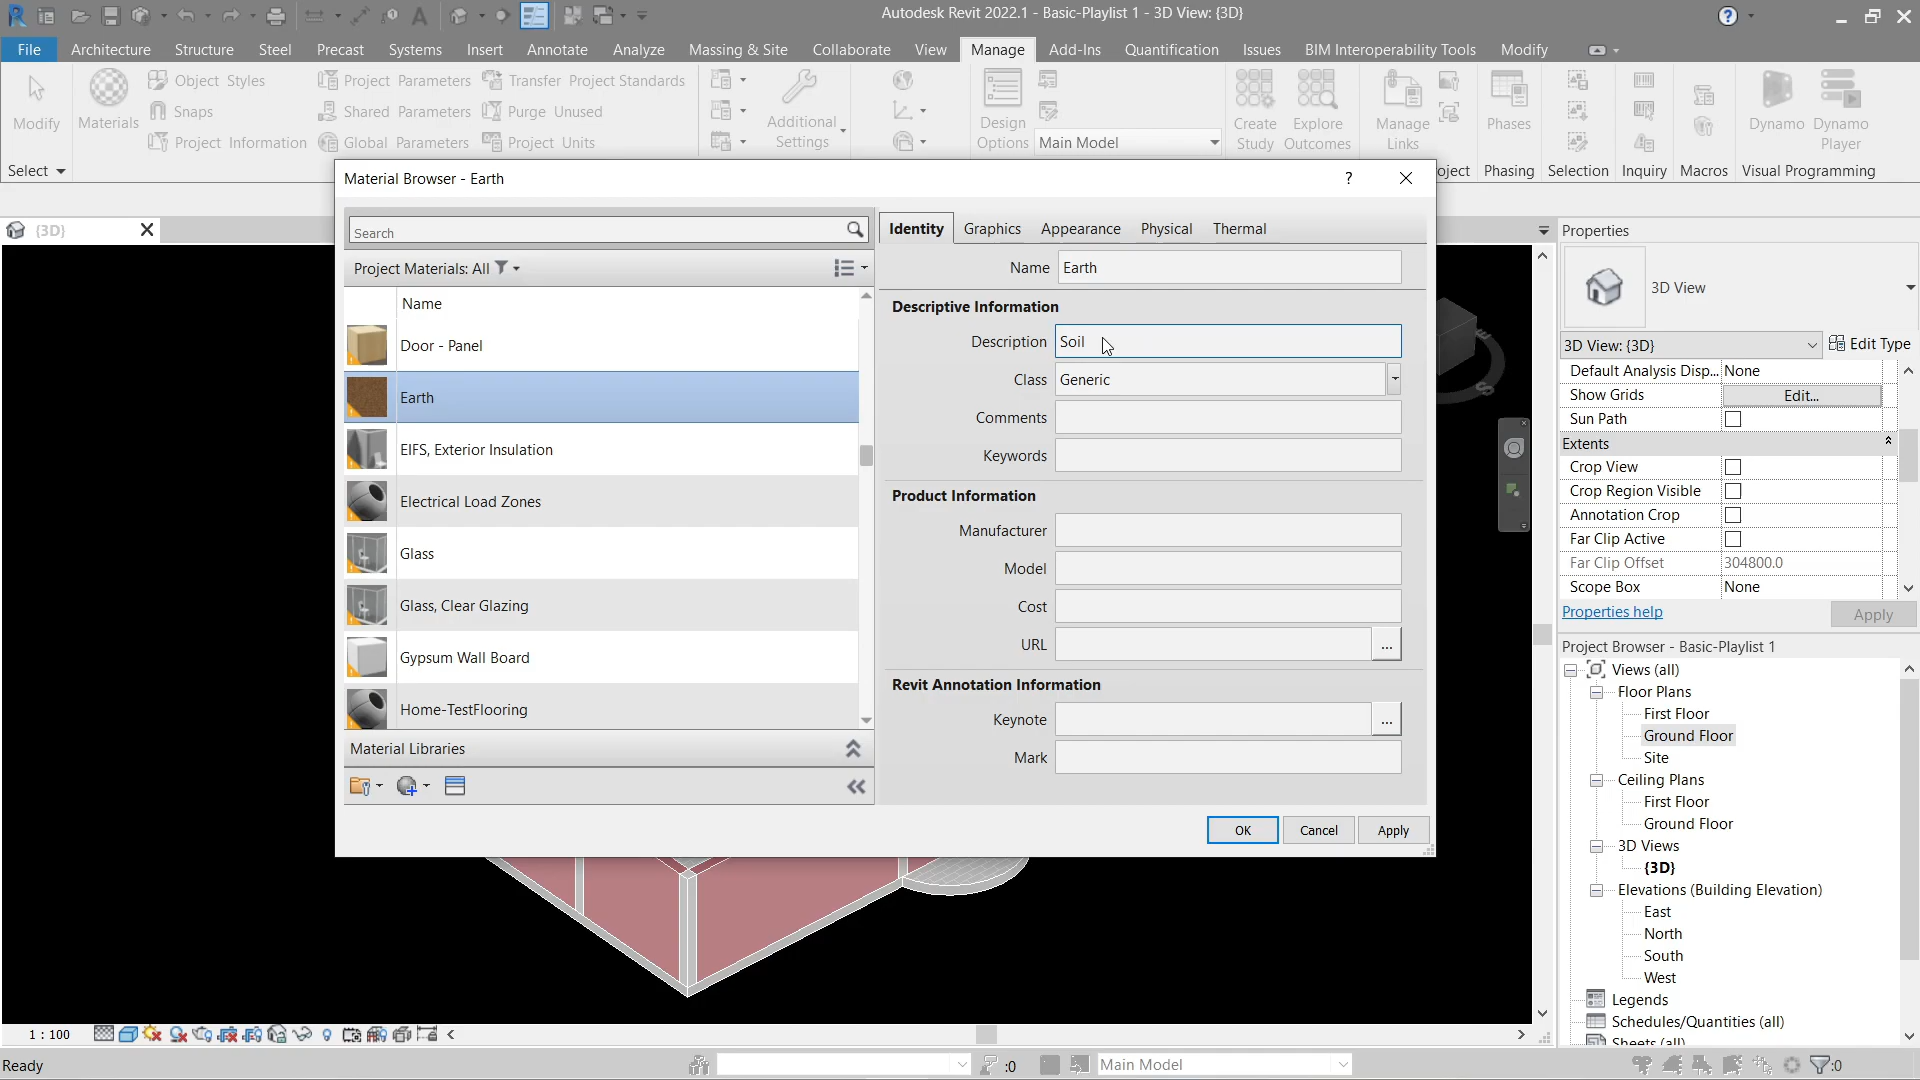 Autodesk Revit 2022.1 - Basic-Playlist 1 - 3D View: {3D}
File Architecture Structure Steel Precast Systems Insert Annotate Analyze Massing & Site Collaborate View Manage Add-Ins Quantification Issues BIM Interoperability Tools Modify
Object Styles Project Parameters Transfer Project Standards
Snaps Shared Parameters Purge Unused
Project Information Global Parameters Project Units
Modify
Materials
Additional
Settings
Design
Options
Main Model
Create
Study
Explore
Outcomes
Manage
Links
Phases
Dynamo
Dynamo
Player
Select
oject Phasing Selection Inquiry Macros Visual Programming
{3D}
Material Browser - Earth
Search
Project Materials: All
Name
Door - Panel
Earth
EIFS, Exterior Insulation
Electrical Load Zones
Glass
Glass, Clear Glazing
Gypsum Wall Board
Home-TestFlooring
Material Libraries
Identity Graphics Appearance Physical Thermal
Name Earth
Descriptive Information
Description Soil
Class Generic
Comments
Keywords
Product Information
Manufacturer
Model
Cost
URL ...
Revit Annotation Information
Keynote ...
Mark
OK Cancel Apply
E
S
Properties
3D View
3D View: {3D} Edit Type
Default Analysis Disp... None
Show Grids Edit...
Sun Path
Extents
Crop View
Crop Region Visible
Annotation Crop
Far Clip Active
Far Clip Offset 304800.0
Scope Box None
Properties help Apply
Project Browser - Basic-Playlist 1
Views (all)
Floor Plans
First Floor
Ground Floor
Site
Ceiling Plans
First Floor
Ground Floor
3D Views
{3D}
Elevations (Building Elevation)
East
North
South
West
Legends
Schedules/Quantities (all)
Sheets (all)
1 : 100
Ready
:0
Main Model
:0